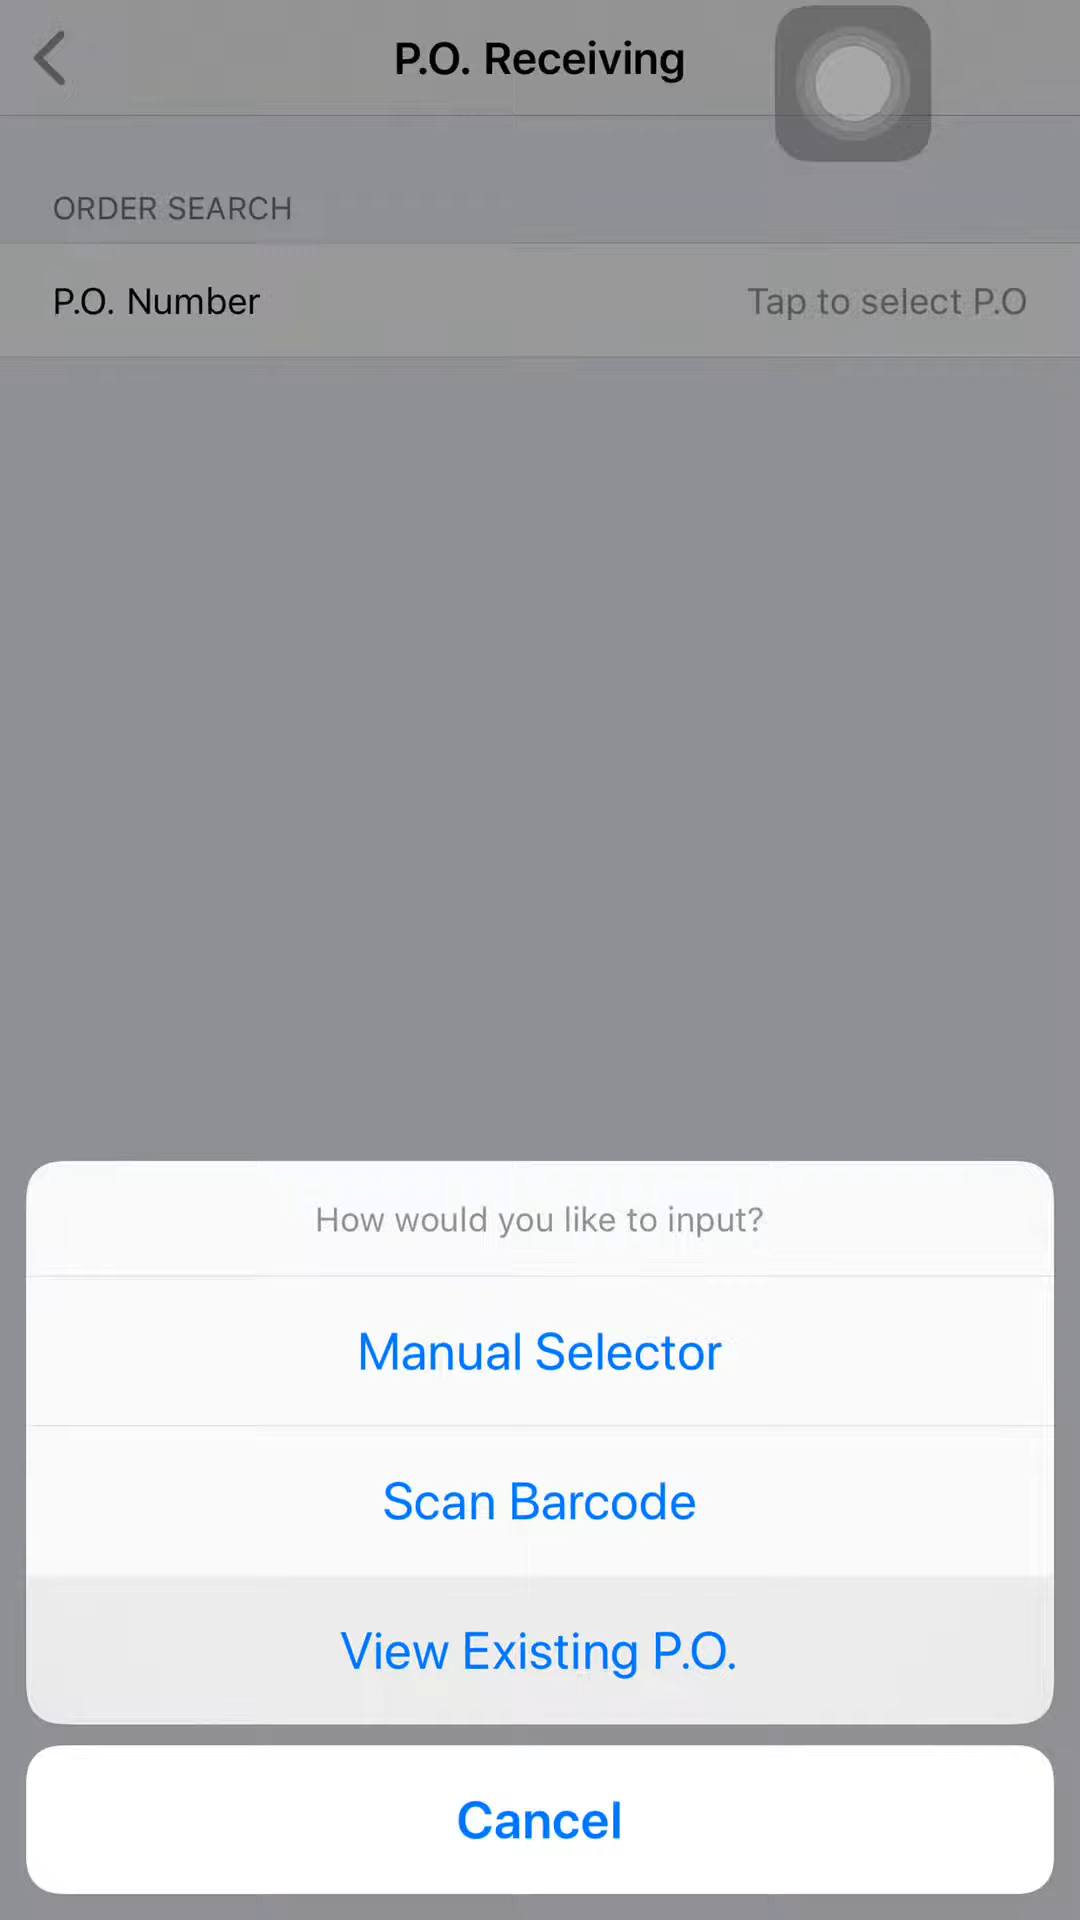 P.O. Receiving
ORDER SEARCH
P.O. Number Tap to select P.O
How would you like to input?
Manual Selector
Scan Barcode
View Existing P.O.
Cancel